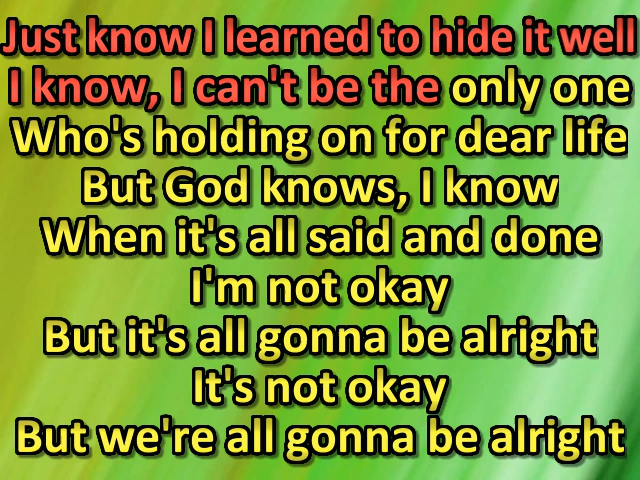 Just know I learned to hide it well
I know, I can't be the only one
Who's holding on for dear life
But God knows, I know
When it's all said and done
I'm not okay
But it's all gonna be alright
It's not okay
But we're all gonna be alright